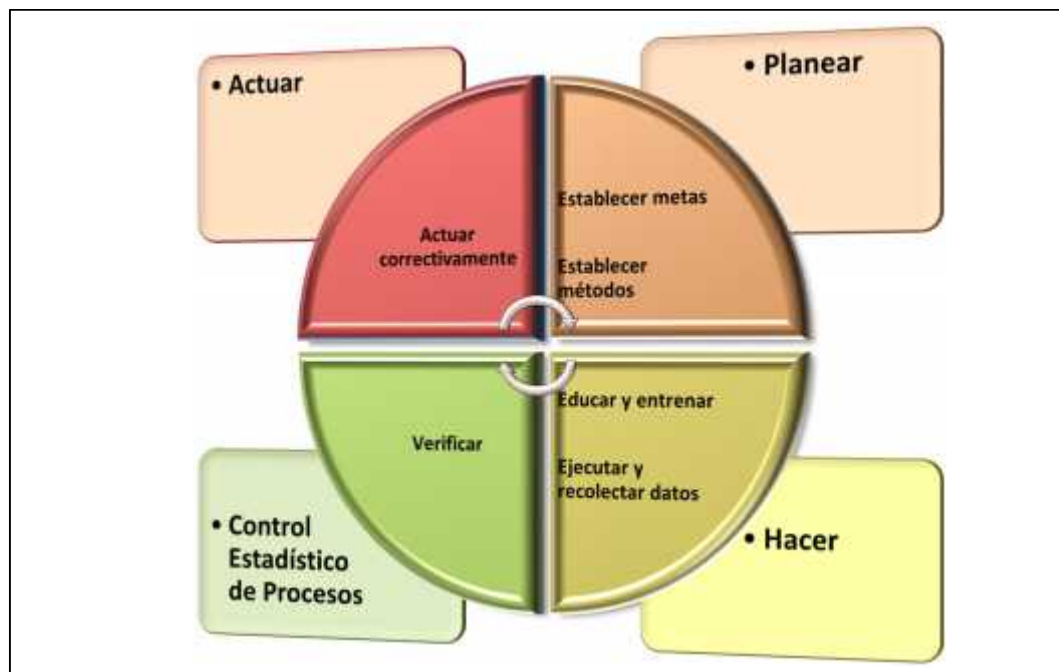 • Actuar
• Planear
Actuar
correctivamente
Establecer metas
Establecer
métodos
Verificar
Educar y entrenar
Ejecutar y
recolectar datos
• Control
Estadístico
de Procesos
• Hacer